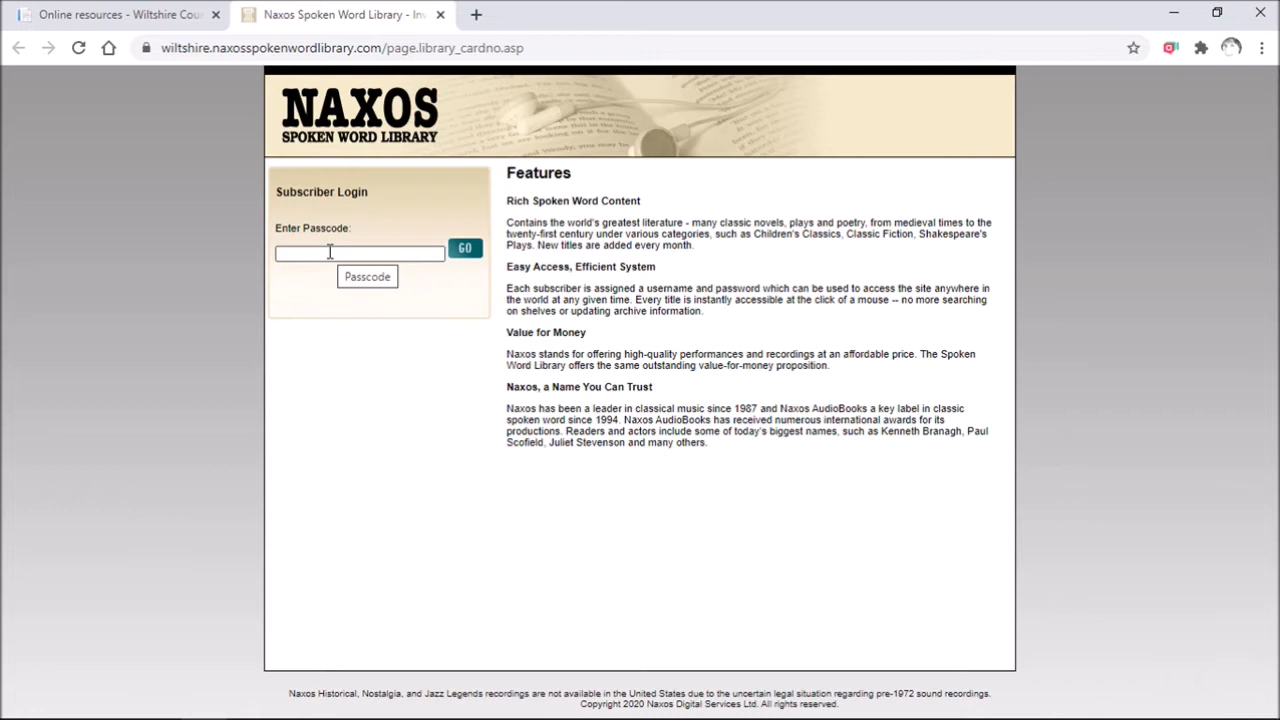 Online resources - Wiltshire Cou
Naxos Spoken Word Library - In
wiltshire.naxosspokenwordlibrary.com/page.library_cardno.asp
NAXOS
SPOKEN WORD LIBRARY
Subscriber Login
Enter Passcode:
GO
Passcode
Features
Rich Spoken Word Content
Contains the world's greatest literature - many classic novels, plays and poetry, from medieval times to the
twenty-first century under various categories, such as Children's Classics, Classic Fiction, Shakespeare's
Plays. New titles are added every month.
Easy Access, Efficient System
Each subscriber is assigned a username and password which can be used to access the site anywhere in
the world at any given time. Every title is instantly accessible at the click of a mouse -- no more searching
on shelves or updating archive information.
Value for Money
Naxos stands for offering high-quality performances and recordings at an affordable price. The Spoken
Word Library offers the same outstanding value-for-money proposition.
Naxos, a Name You Can Trust
Naxos has been a leader in classical music since 1987 and Naxos AudioBooks a key label in classic
spoken word since 1994. Naxos AudioBooks has received numerous international awards for its
productions. Readers and actors include some of today's biggest names, such as Kenneth Branagh, Paul
Scofield, Juliet Stevenson and many others.
Naxos Historical, Nostalgia, and Jazz Legends recordings are not available in the United States due to the uncertain legal situation regarding pre-1972 sound recordings.
Copyright 2020 Naxos Digital Services Ltd. All rights reserved.